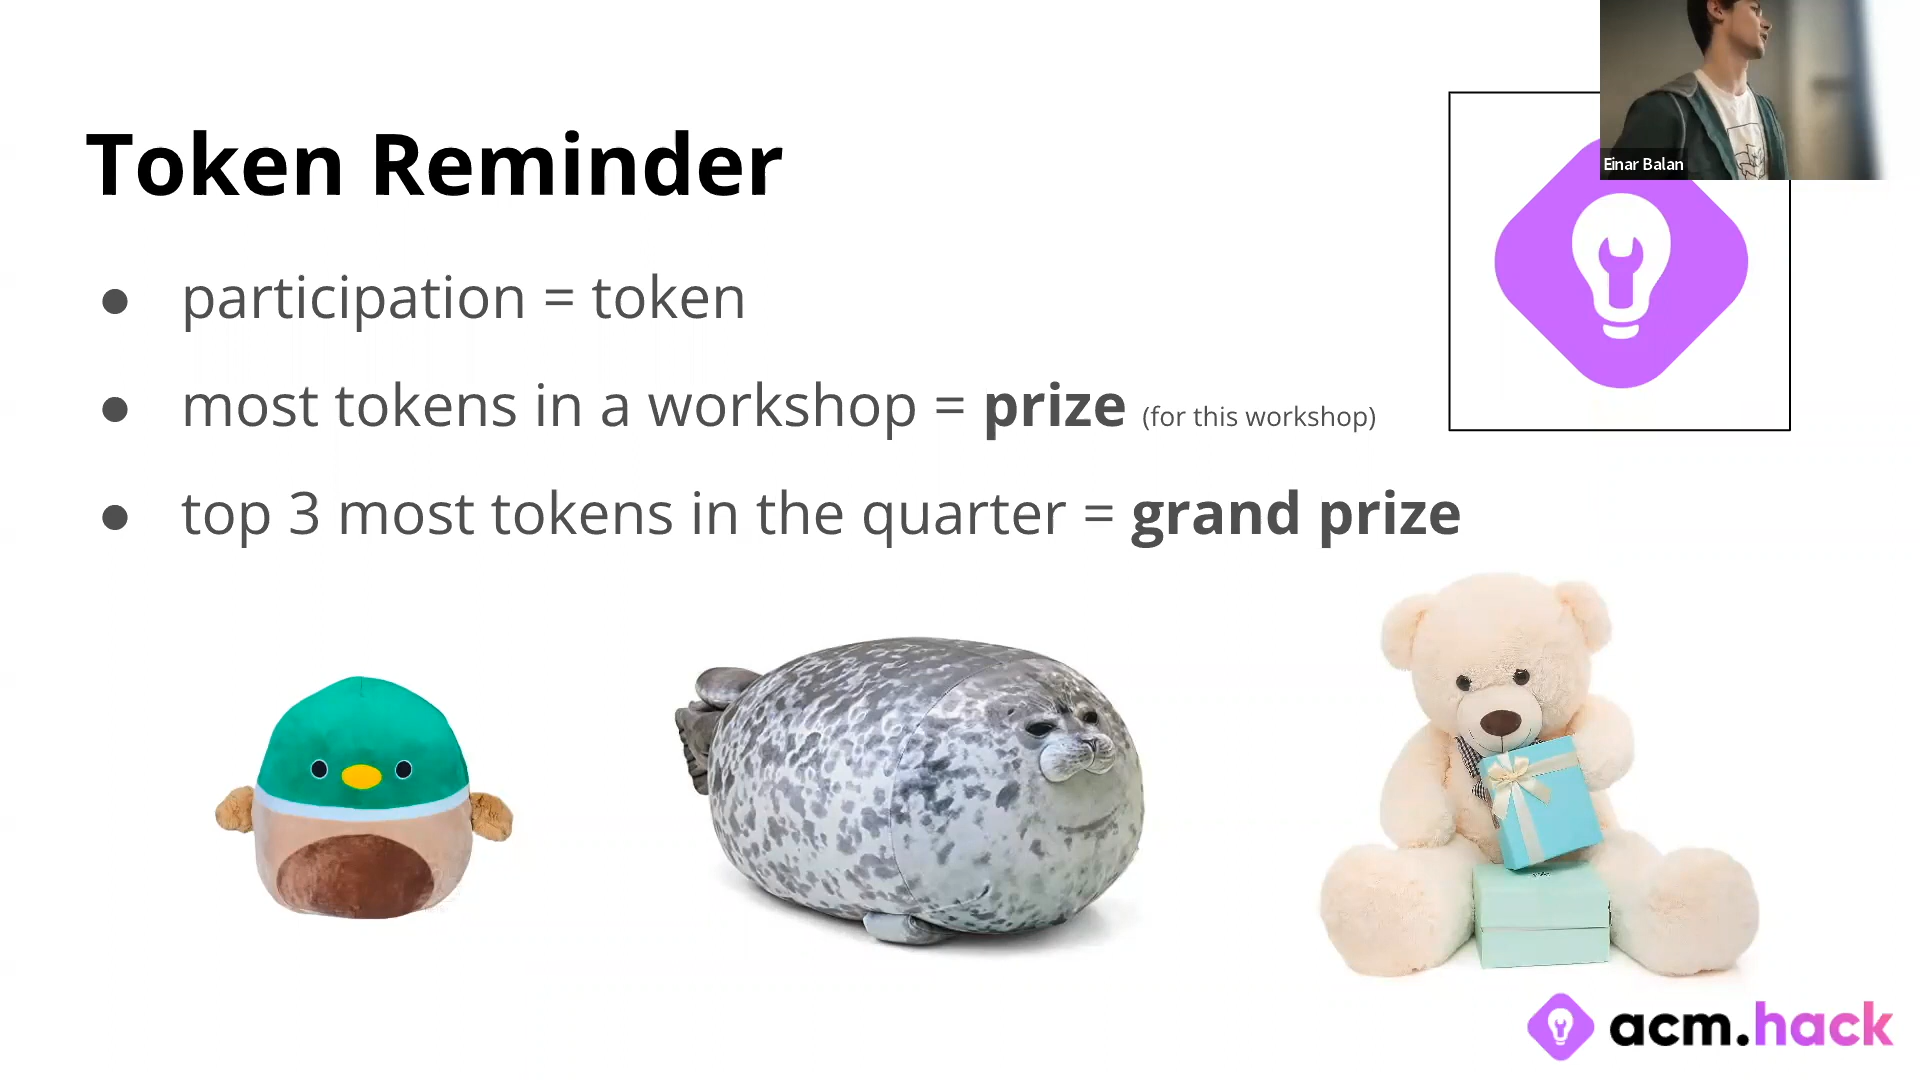 Einar Balan
Token Reminder
● participation = token
● most tokens in a workshop = prize (for this workshop)
● top 3 most tokens in the quarter = grand prize
acm.hack